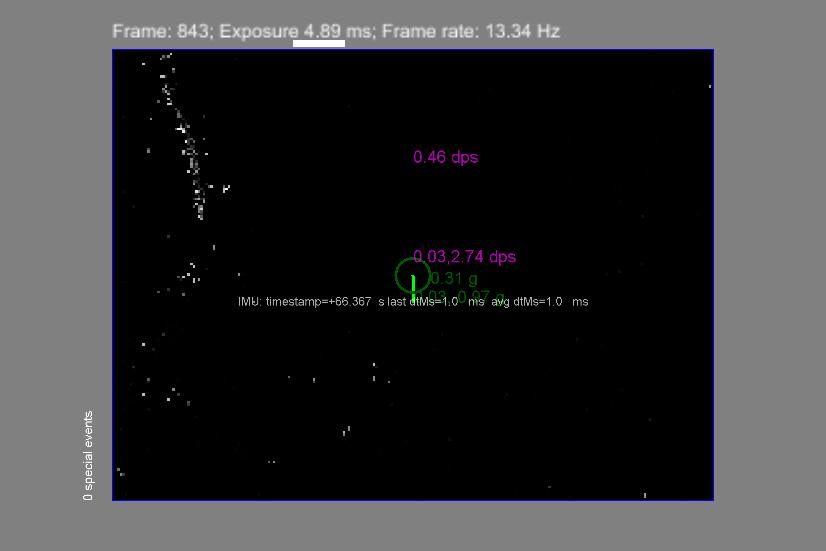 Frame: 843; Exposure 4.89 ms; Frame rate: 13.34 Hz
0.46 dps
0.03,2.74 dps
0.31 g
IMU: timestamp=+66.367 s last dtMs=1.0 ms avg dtMs=1.0 ms
0 special events